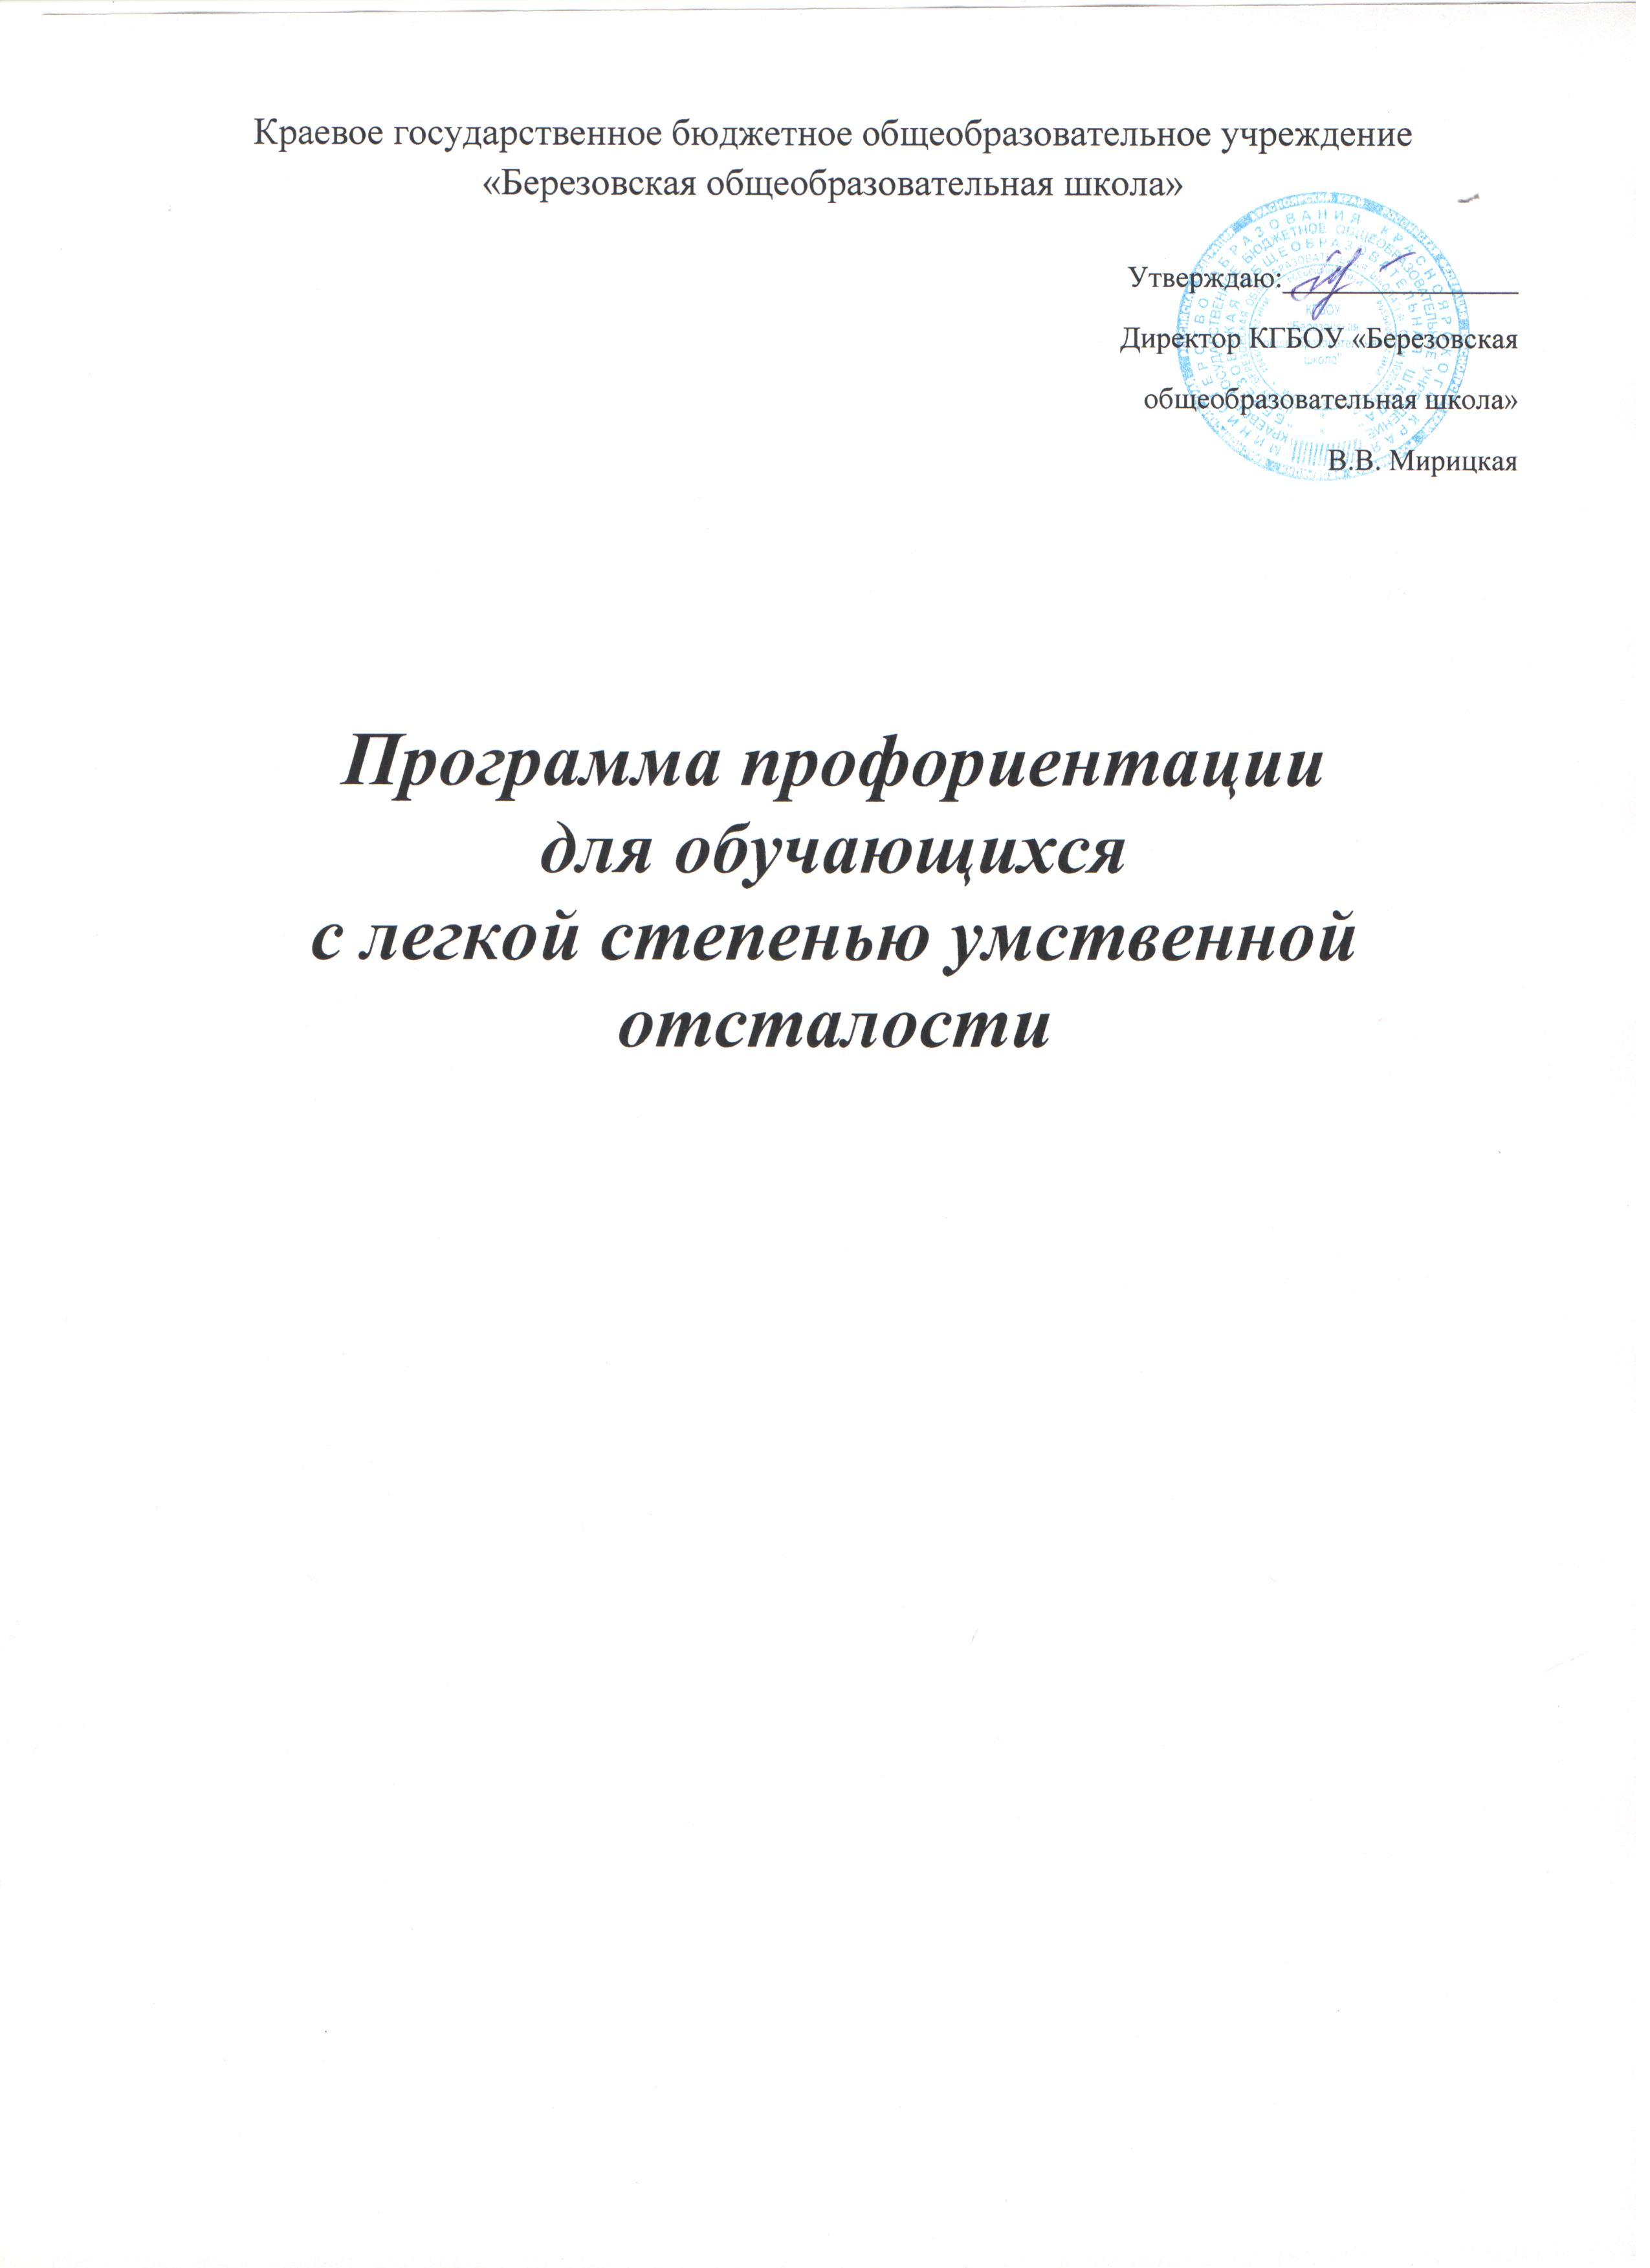 Краевое государственное бюджетное общеобразовательное учреждение
«Березовская общеобразовательная школа»
Утверждаю:
Директор КГБОУ «Березовская
общеобразовательная школа»
В.В. Мирицкая
Программа профориентации
для обучающихся
с легкой степенью умственной
отсталости